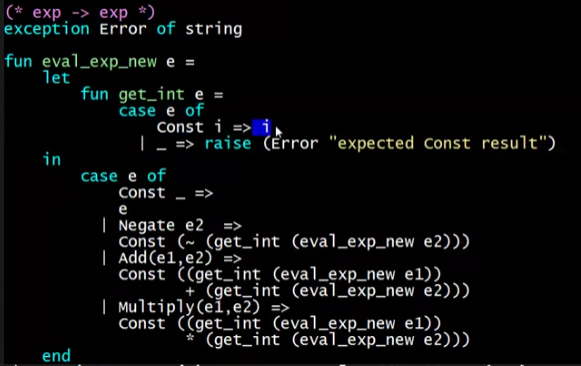 (* exp -> exp *)
exception Error of string
fun eval_exp_new e =
let
fun get_int e =
case e of
Const i => i
| _ => raise (Error "expected Const result")
in
case e of
Const _ =>
e
| Negate e2 =>
Const (~ (get_int (eval_exp_new e2)))
| Add(e1,e2) =>
Const ((get_int (eval_exp_new e1))
+ (get_int (eval_exp_new e2)))
| Multiply(e1,e2) =>
Const ((get_int (eval_exp_new e1))
* (get_int (eval_exp_new e2)))
end